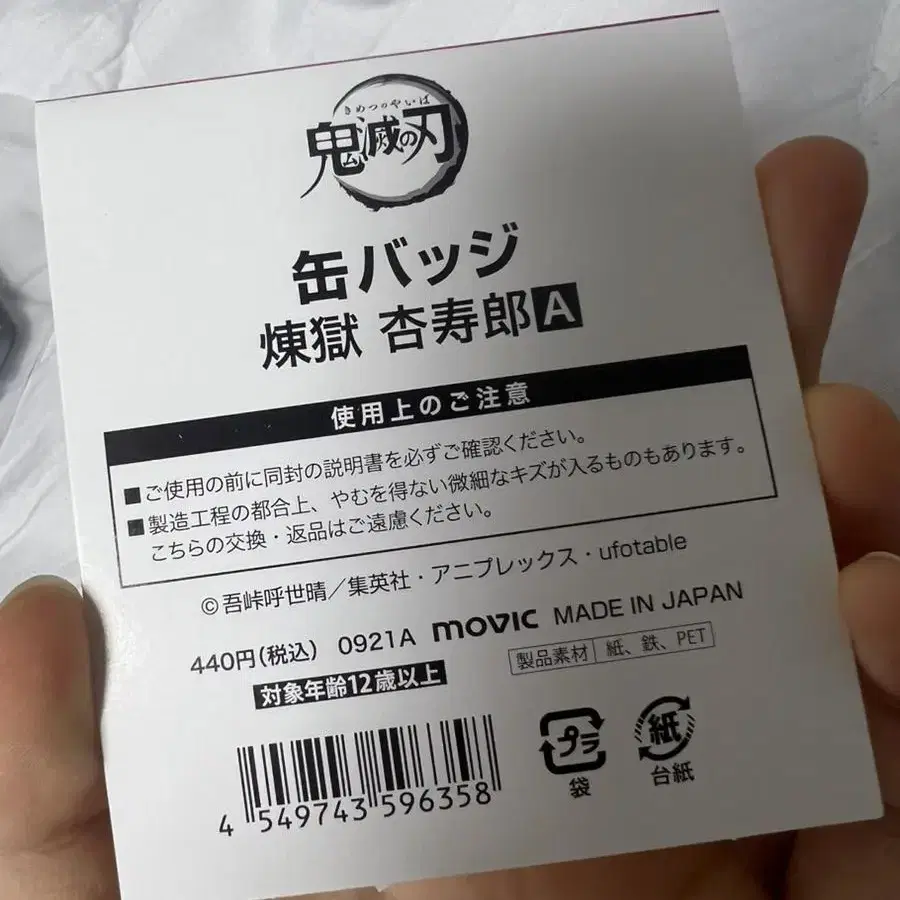 きめつのやいば
鬼滅の刃
缶バッジ
煉獄 杏寿郎A
使用上のご注意
■ご使用の前に同封の説明書を必ずご確認ください。
■製造工程の都合上、やむを得ない微細なキズが入るものもあります。
こちらの交換・返品はご遠慮ください。
©吾峠呼世晴／集英社・アニプレックス・ufotable
440円(税込) 0921A movic MADE IN JAPAN
対象年齢12歳以上
製品素材 紙、鉄、PET
プラ
袋
紙
台紙
4 549743 596358